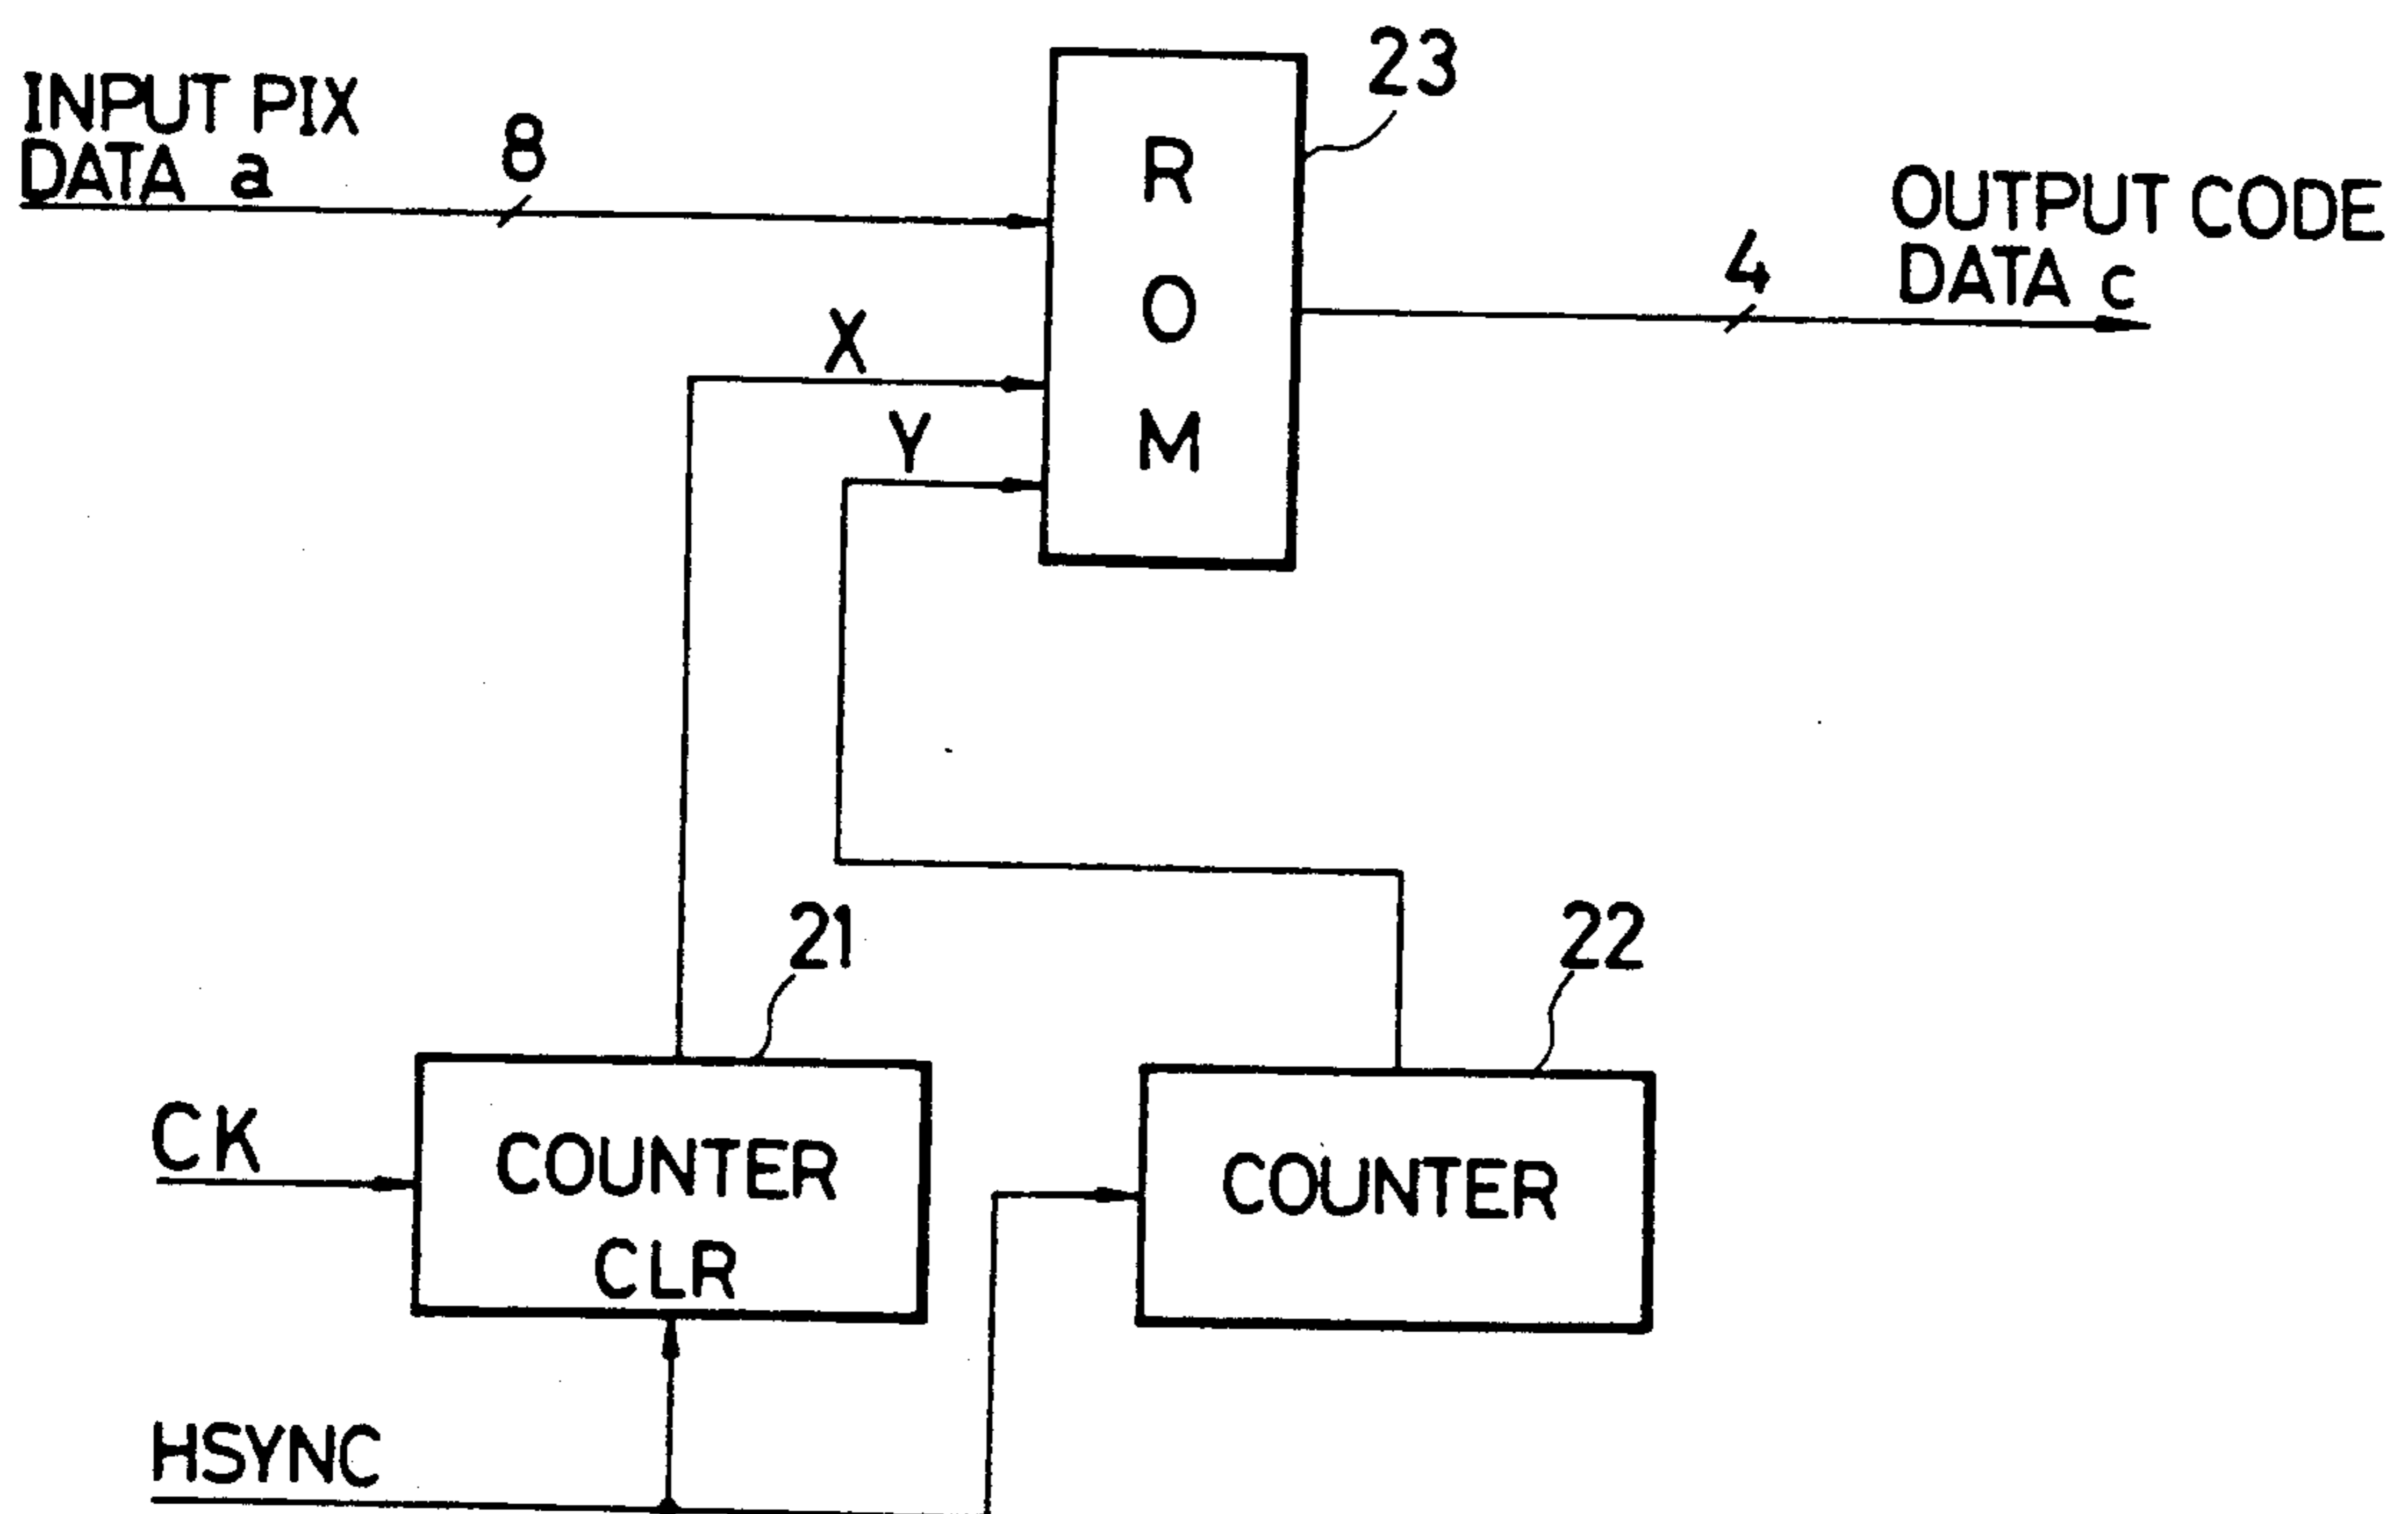 INPUT PIX
DATA a
8
23
R
O
M
OUTPUT CODE
DATA c
4
X
Y
21
22
CK
COUNTER
CLR
COUNTER
HSYNC